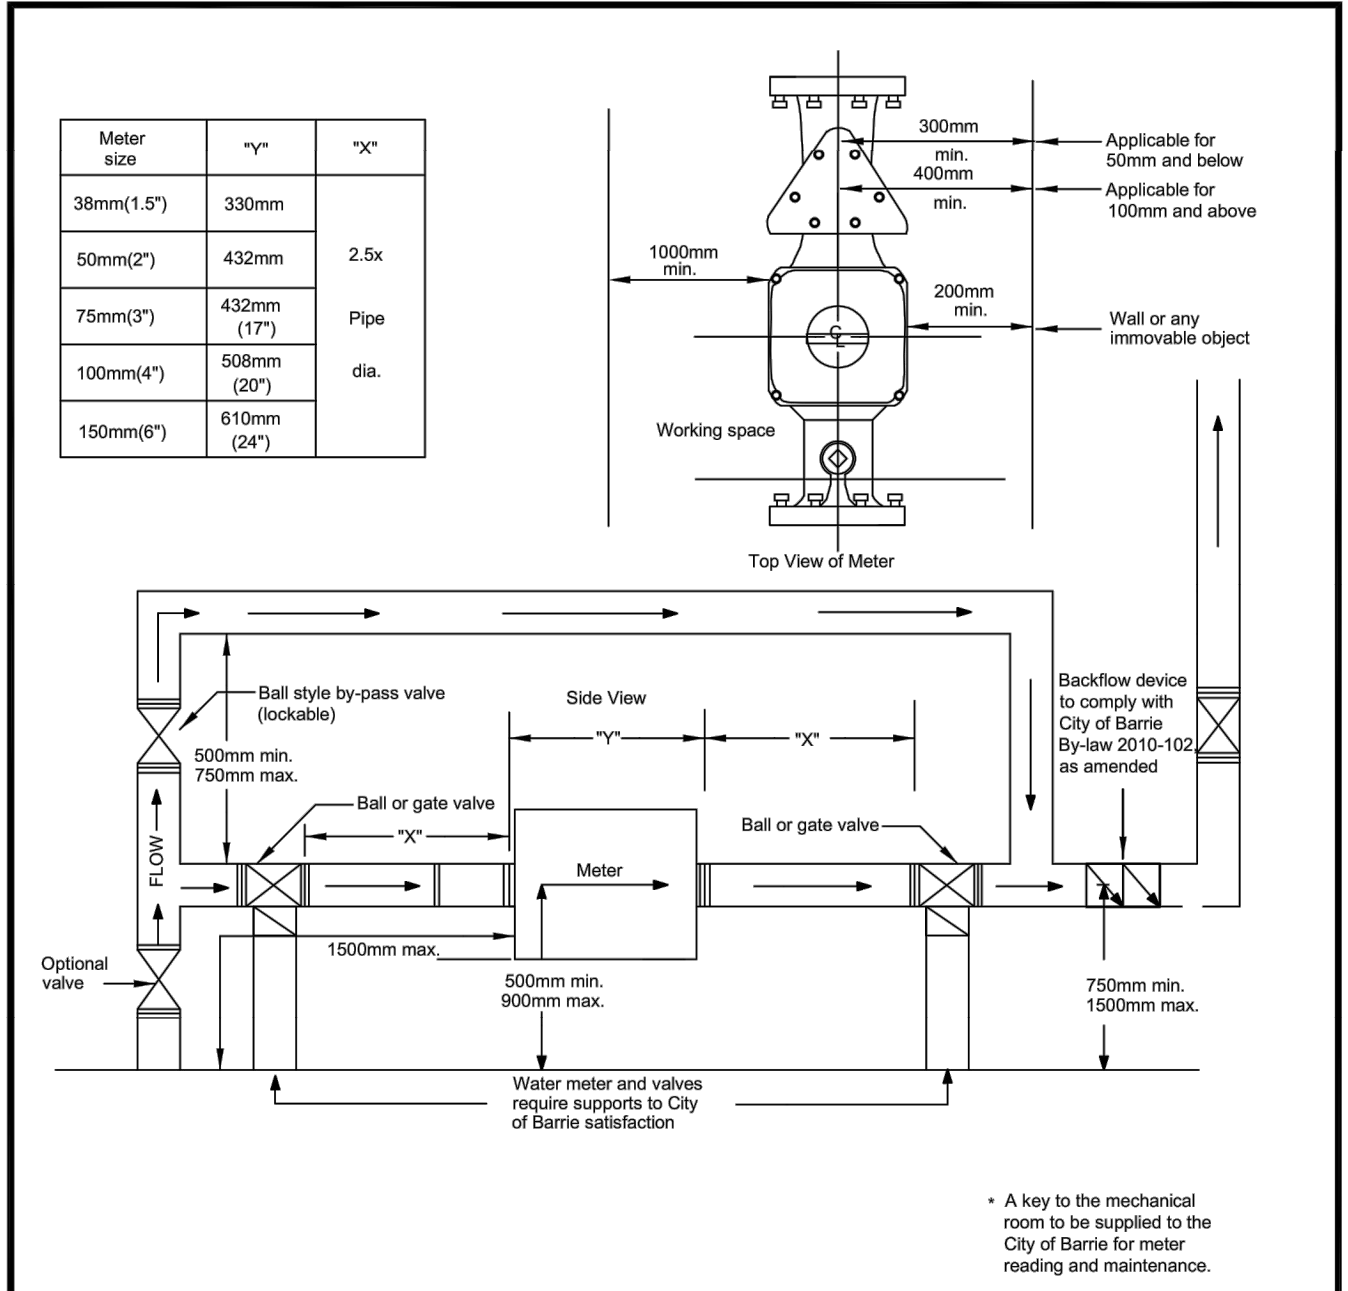 Meter
size
"Y"
"X"
38mm(1.5")
330mm
50mm(2")
432mm
2.5x
75mm(3")
432mm
(17")
Pipe
100mm(4")
508mm
(20")
dia.
150mm(6")
610mm
(24")
300mm
min.
Applicable for
50mm and below
400mm
min.
Applicable for
100mm and above
1000mm
min.
200mm
min.
Wall or any
immovable object
C
L
Working space
Top View of Meter
Ball style by-pass valve
(lockable)
Side View
Backflow device
to comply with
City of Barrie
By-law 2010-102,
as amended
"Y"
"X"
500mm min.
750mm max.
Ball or gate valve
"X"
Ball or gate valve
FLOW
Meter
1500mm max.
Optional
valve
500mm min.
900mm max.
750mm min.
1500mm max.
Water meter and valves
require supports to City
of Barrie satisfaction
* A key to the mechanical
room to be supplied to the
City of Barrie for meter
reading and maintenance.